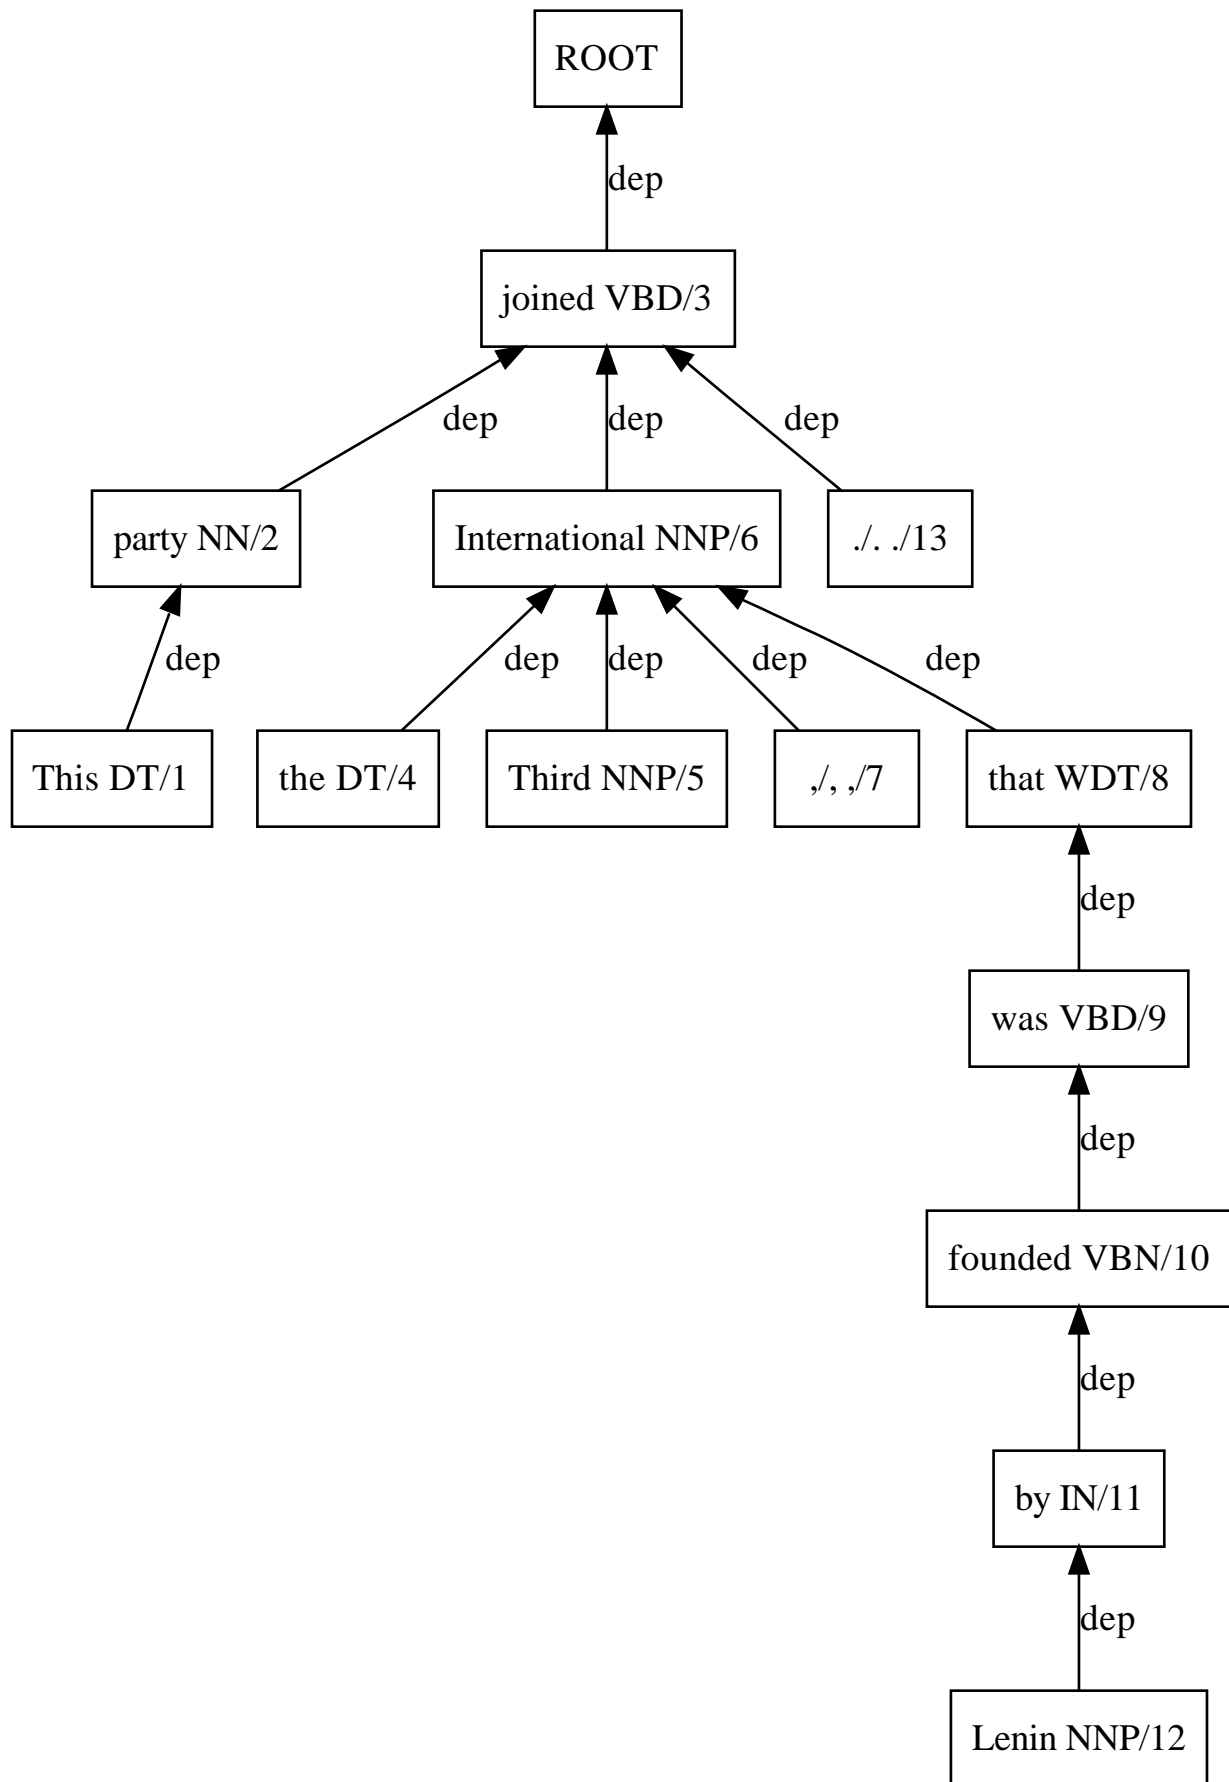 ROOT
dep
joined VBD/3
dep dep dep
party NN/2 International NNP/6 ./. ./13
dep dep dep dep dep
This DT/1 the DT/4 Third NNP/5 ,/, ,/7 that WDT/8
dep
was VBD/9
dep
founded VBN/10
dep
by IN/11
dep
Lenin NNP/12